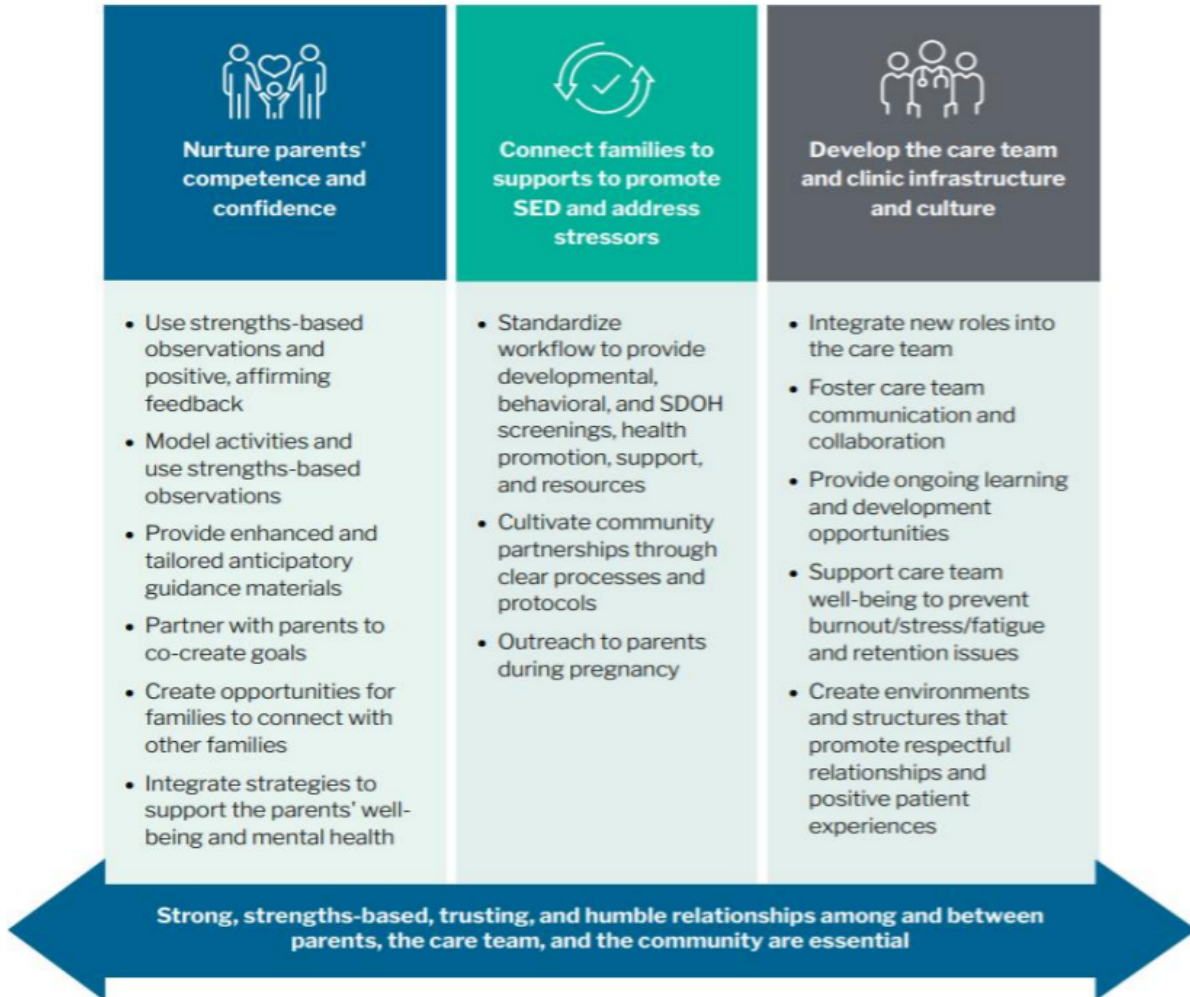 Nurture parents'
competence and
confidence
Connect families to
supports to promote
SED and address
stressors
Develop the care team
and clinic infrastructure
and culture
• Use strengths-based
observations and
positive, affirming
feedback
• Model activities and
use strengths-based
observations
• Provide enhanced and
tailored anticipatory
guidance materials
• Partner with parents to
co-create goals
• Create opportunities for
families to connect with
other families
• Integrate strategies to
support the parents' well-
being and mental health
• Standardize
workflow to provide
developmental,
behavioral, and SDOH
screenings, health
promotion, support,
and resources
• Cultivate community
partnerships through
clear processes and
protocols
• Outreach to parents
during pregnancy
• Integrate new roles into
the care team
• Foster care team
communication and
collaboration
• Provide ongoing learning
and development
opportunities
• Support care team
well-being to prevent
burnout/stress/fatigue
and retention issues
• Create environments
and structures that
promote respectful
relationships and
positive patient
experiences
Strong, strengths-based, trusting, and humble relationships among and between
parents, the care team, and the community are essential